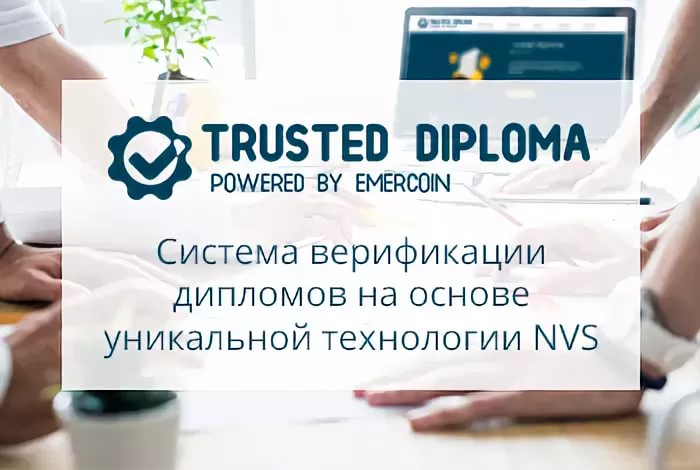 TRUSTED DIPLOMA
POWERED BY EMERCOIN
Система верификации
дипломов на основе
уникальной технологии NVS